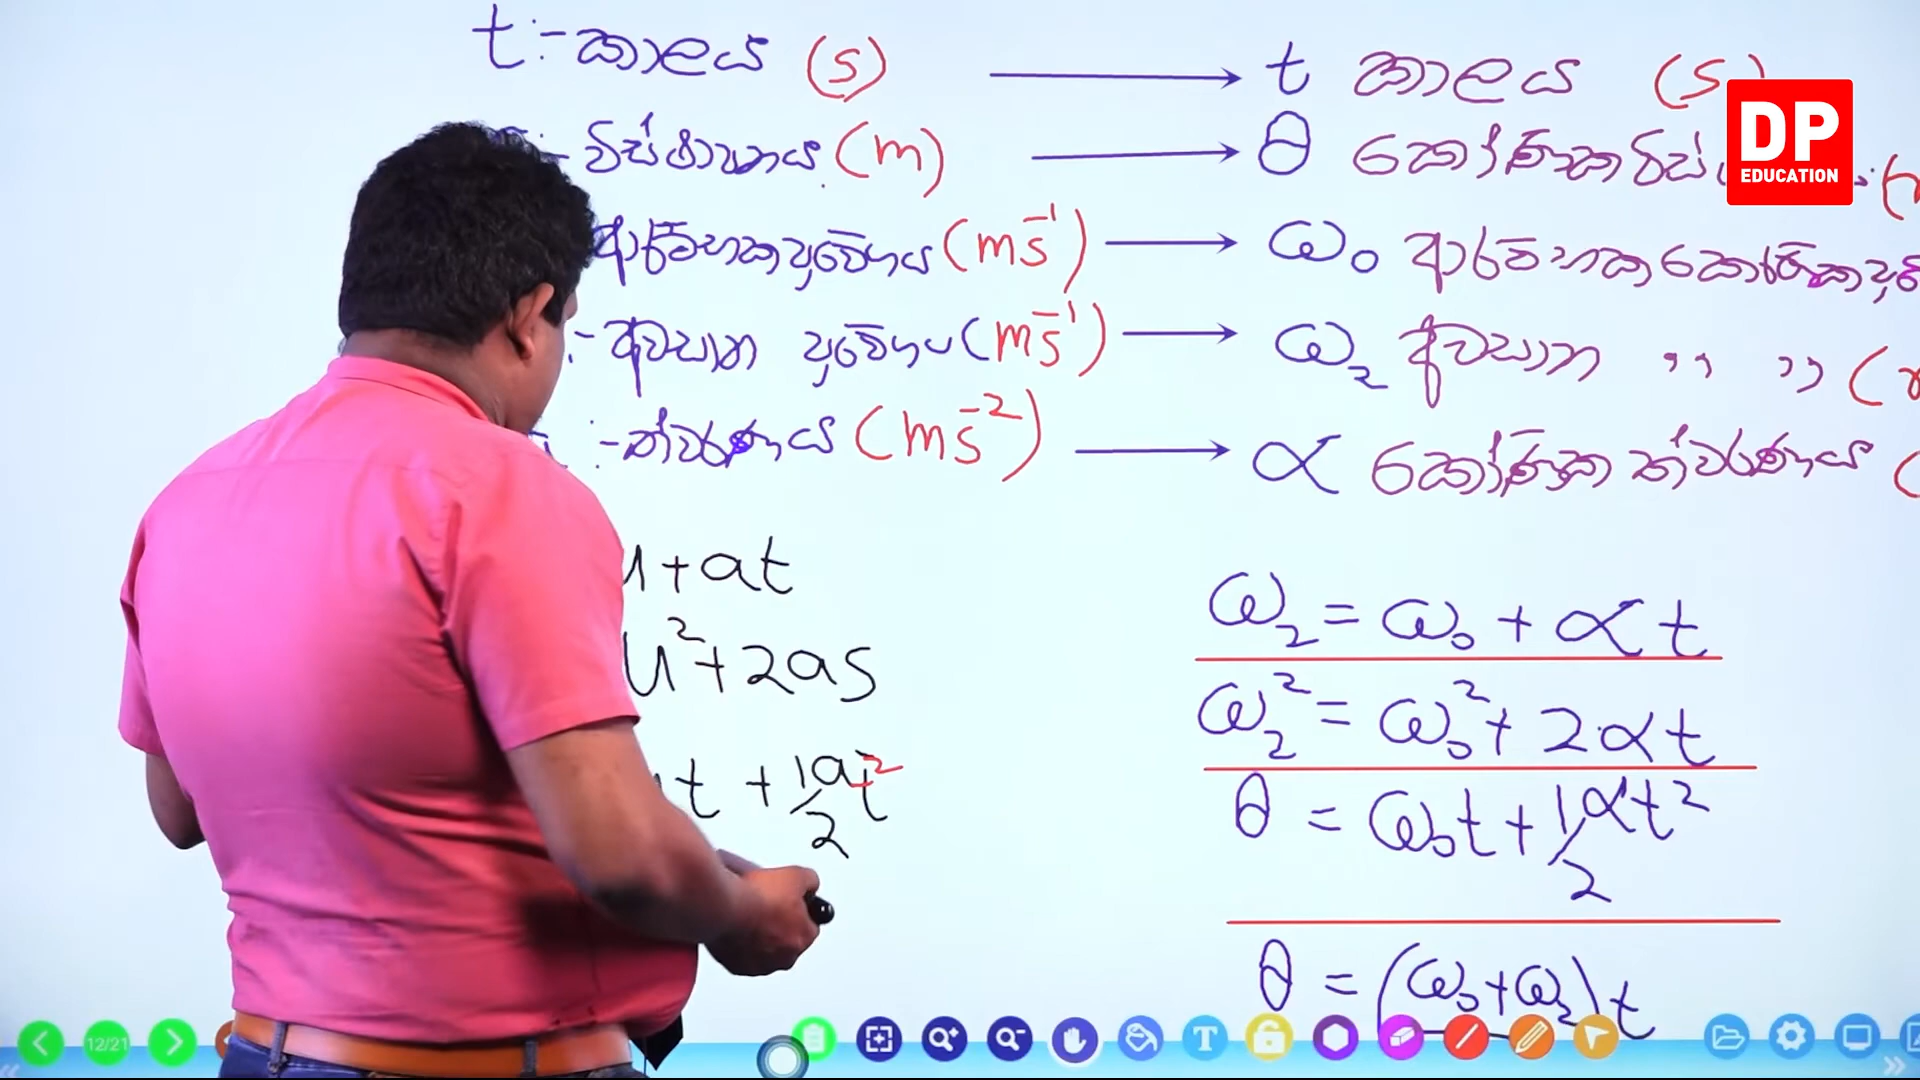 t :- කාලය (s) → t කාලය (s)
විස්ථාපනය (m) → θ කෝණික විස්
ආරම්භක ප්‍රවේගය (ms⁻¹) → ω₀ ආරම්භක කෝණික
:- අවසාන ප්‍රවේගය (ms⁻¹) → ω₂ අවසාන ,, ,, (
:- ත්වරණය (ms⁻²) → α කෝණික ත්වරණය (
u+at
u²+2as
ut + 1/2 at²
ω₂ = ω₀ + αt
ω₂² = ω₀² + 2αt
θ = ω₀t + 1/2 αt²
θ = (ω₀+ω₂) t
DP
EDUCATION
12/21
T